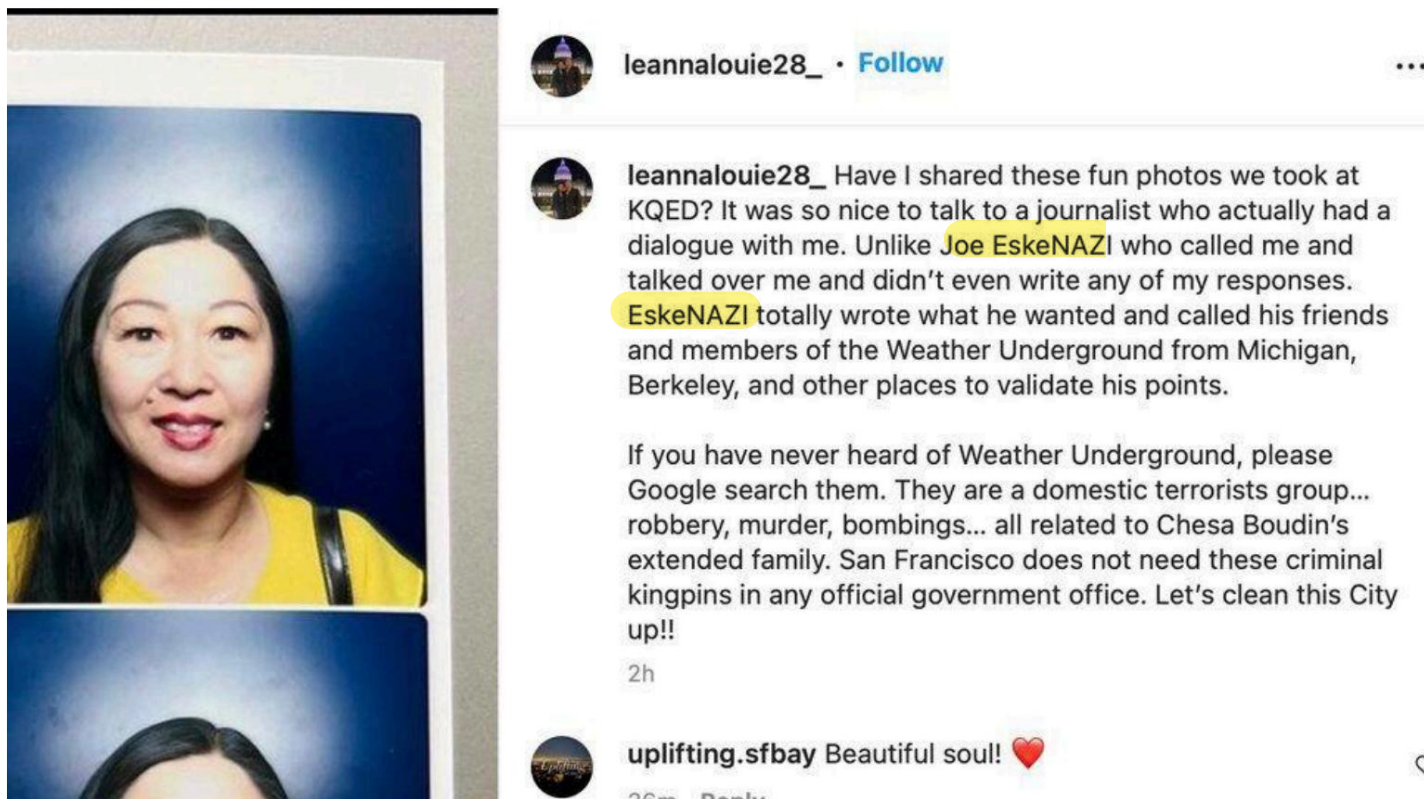 leannalouie28_ · Follow
leannalouie28_ Have I shared these fun photos we took at
KQED? It was so nice to talk to a journalist who actually had a
dialogue with me. Unlike Joe EskeNAZI who called me and
talked over me and didn’t even write any of my responses.
EskeNAZI totally wrote what he wanted and called his friends
and members of the Weather Underground from Michigan,
Berkeley, and other places to validate his points.
If you have never heard of Weather Underground, please
Google search them. They are a domestic terrorists group...
robbery, murder, bombings... all related to Chesa Boudin’s
extended family. San Francisco does not need these criminal
kingpins in any official government office. Let’s clean this City
up!!
2h
uplifting.sfbay Beautiful soul! ❤️